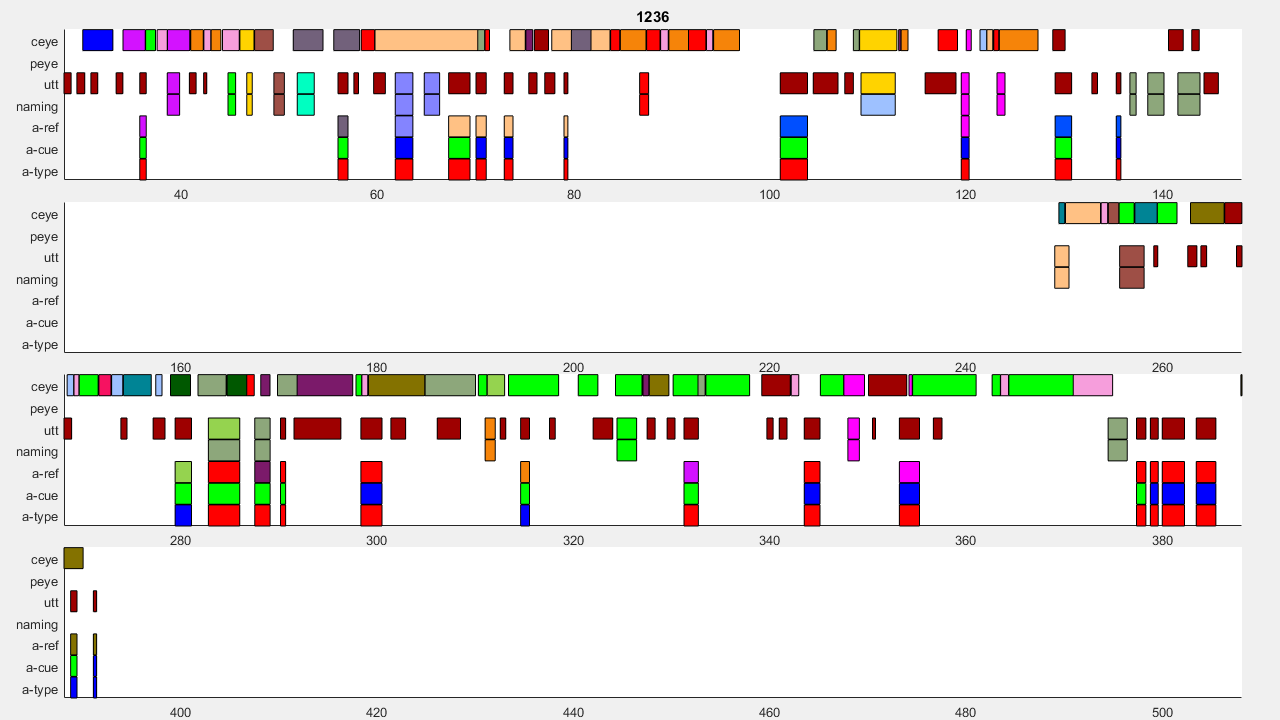 1236
ceye
peye
utt
naming
a-ref
a-cue
a-type
40 60 80 100 120 140
ceye
peye
utt
naming
a-ref
a-cue
a-type
160 180 200 220 240 260
ceye
peye
utt
naming
a-ref
a-cue
a-type
280 300 320 340 360 380
ceye
peye
utt
naming
a-ref
a-cue
a-type
400 420 440 460 480 500